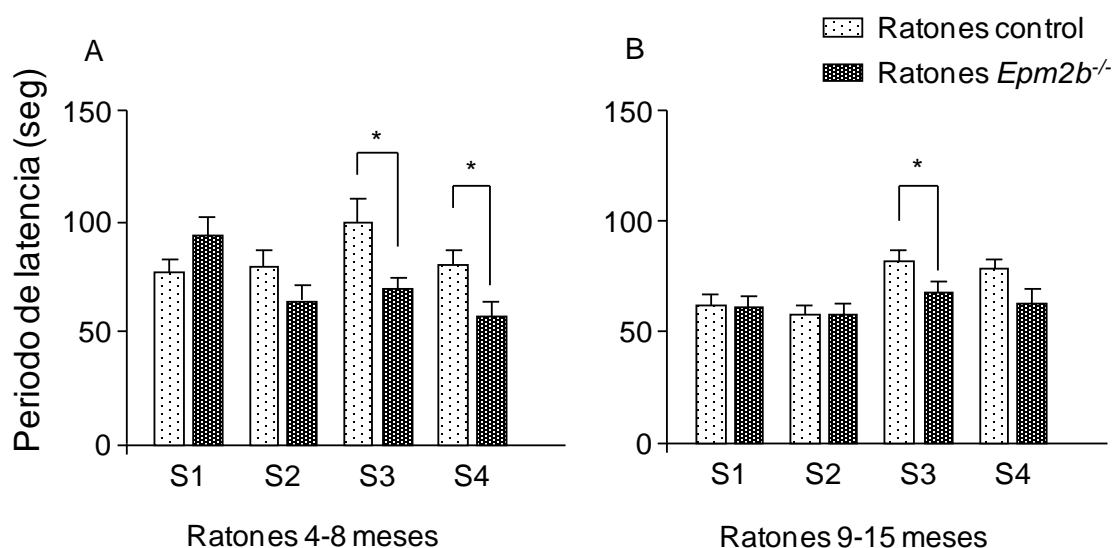 A
B
Ratones control
Ratones Epm2b-/-
Periodo de latencia (seg)
150
100
50
0
*
*
S1 S2 S3 S4
Ratones 4-8 meses
150
100
50
0
*
S1 S2 S3 S4
Ratones 9-15 meses